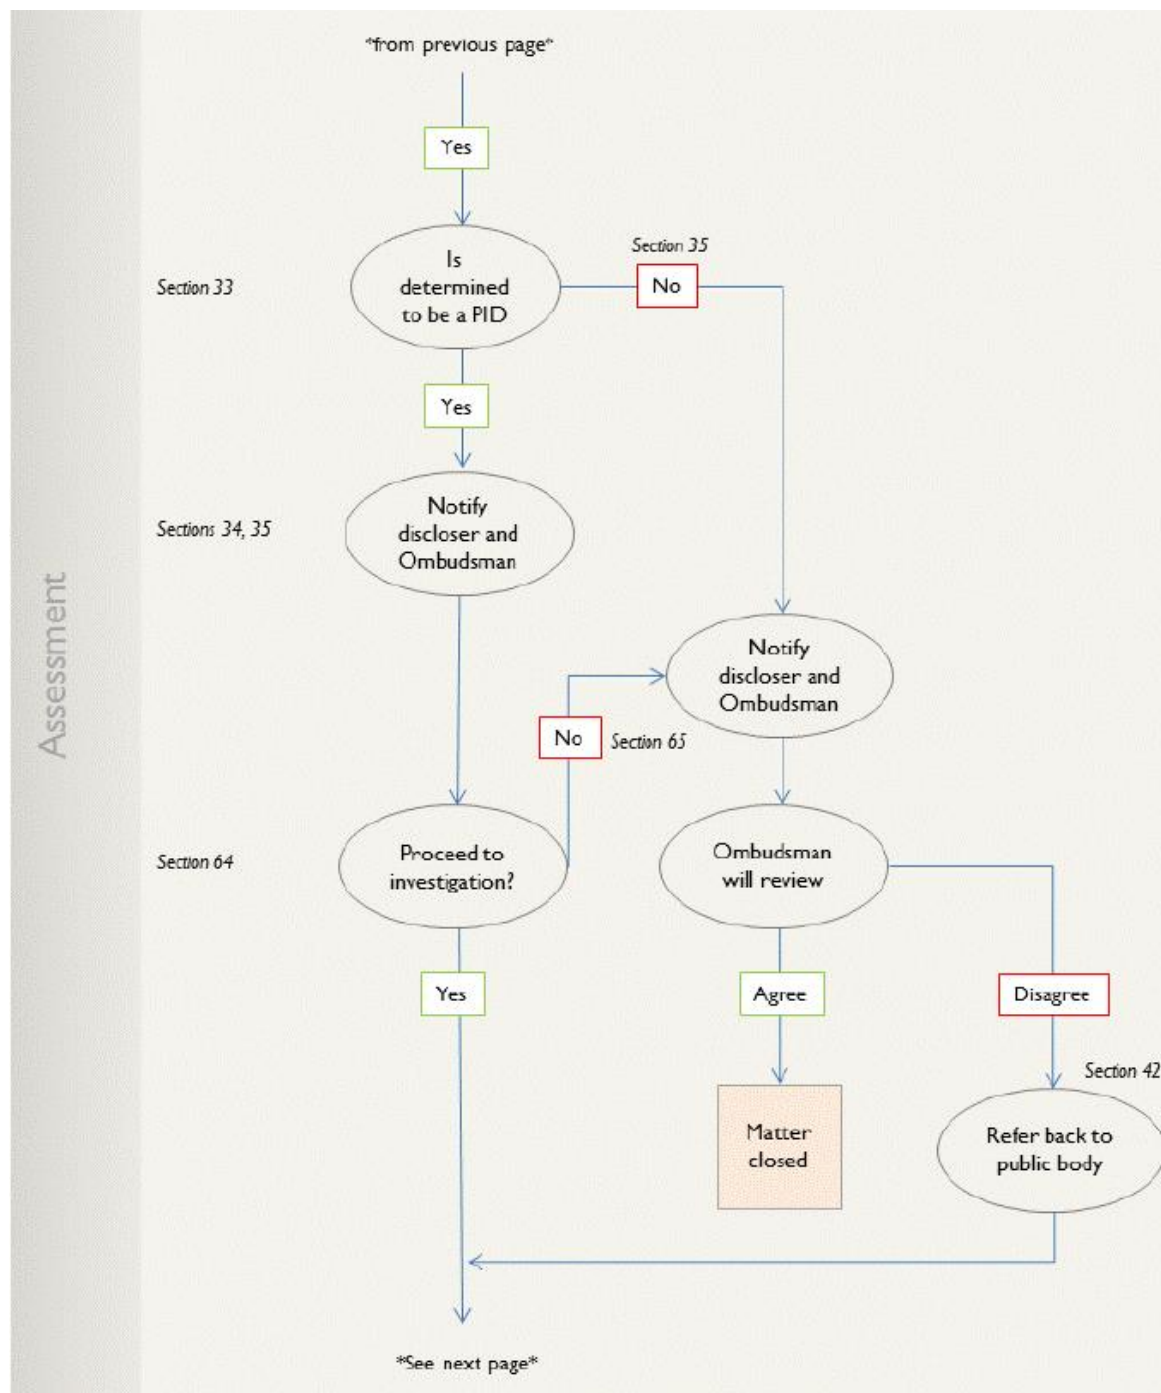 *from previous page*
Yes
Section 35
Section 33
Is
determined
to be a PID
No
Yes
Sections 34, 35
Notify
discloser and
Ombudsman
Assessment
Notify
discloser and
Ombudsman
No
Section 65
Section 64
Proceed to
investigation?
Ombudsman
will review
Yes
Agree
Disagree
Section 42
Matter
closed
Refer back to
public body
*See next page*